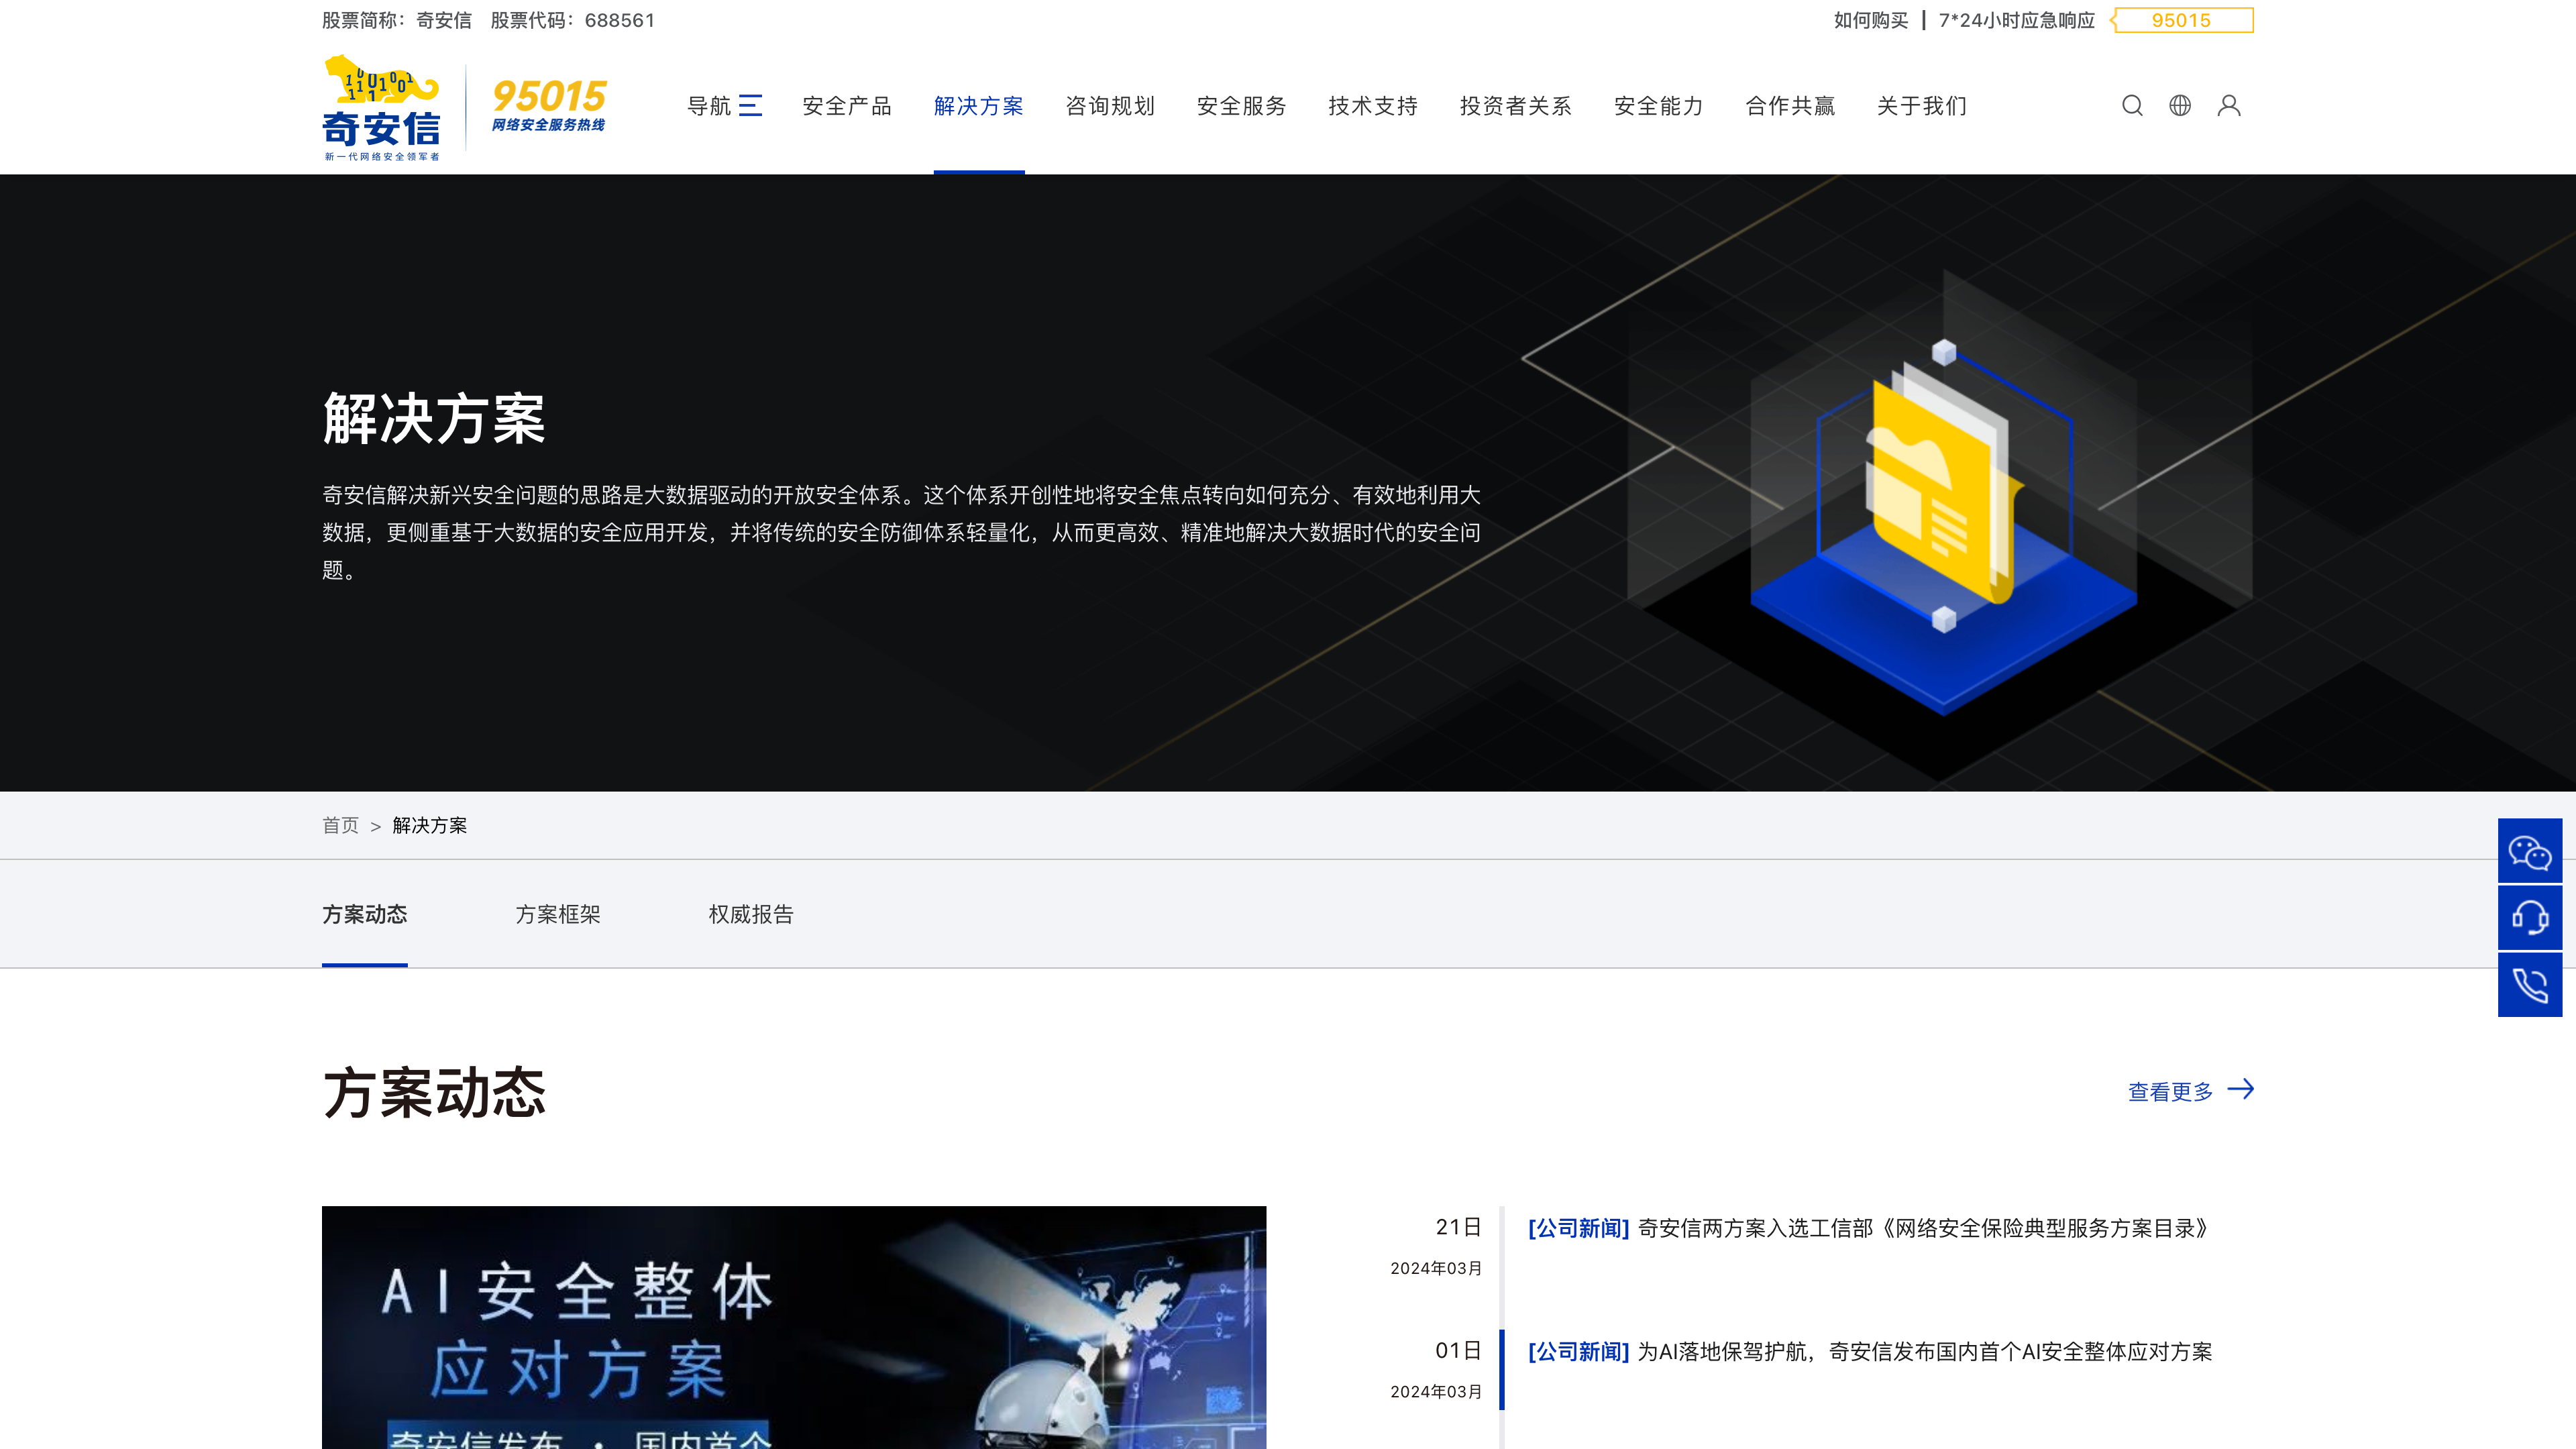 股票简称：奇安信 股票代码：688561
如何购买 | 7*24小时应急响应 95015
奇安信
新一代网络安全领军者
95015
网络安全服务热线
导航 安全产品 解决方案 咨询规划 安全服务 技术支持 投资者关系 安全能力 合作共赢 关于我们
解决方案
奇安信解决新兴安全问题的思路是大数据驱动的开放安全体系。这个体系开创性地将安全焦点转向如何充分、有效地利用大
数据，更侧重基于大数据的安全应用开发，并将传统的安全防御体系轻量化，从而更高效、精准地解决大数据时代的安全问
题。
首页 > 解决方案
方案动态 方案框架 权威报告
方案动态
查看更多
AI安全整体
应对方案
奇安信发布 · 国内首个
21日
2024年03月
[公司新闻] 奇安信两方案入选工信部《网络安全保险典型服务方案目录》
01日
2024年03月
[公司新闻] 为AI落地保驾护航，奇安信发布国内首个AI安全整体应对方案